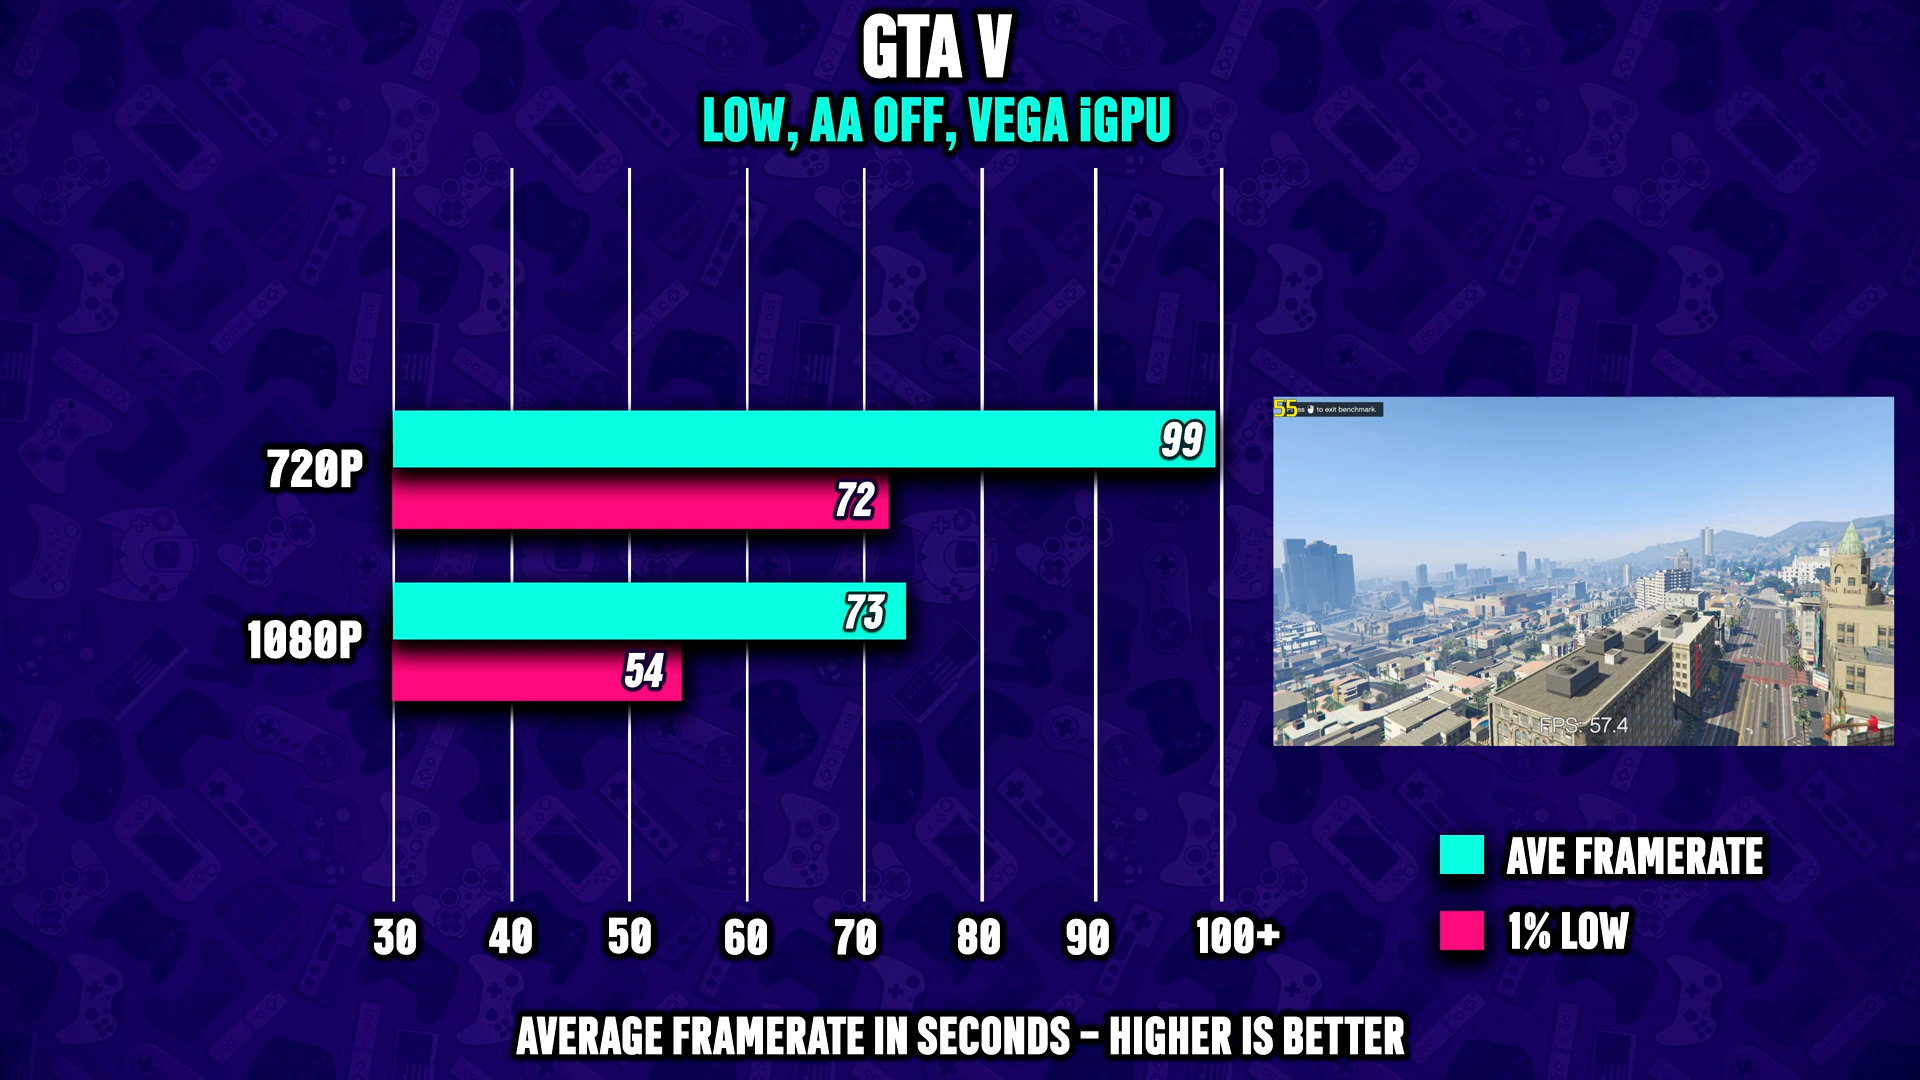 GTA V
LOW, AA OFF, VEGA iGPU
99
720P
72
73
1080P
54
55
ss to exit benchmark.
FPS: 57.4
AVE FRAMERATE
1% LOW
30 40 50 60 70 80 90 100+
AVERAGE FRAMERATE IN SECONDS – HIGHER IS BETTER